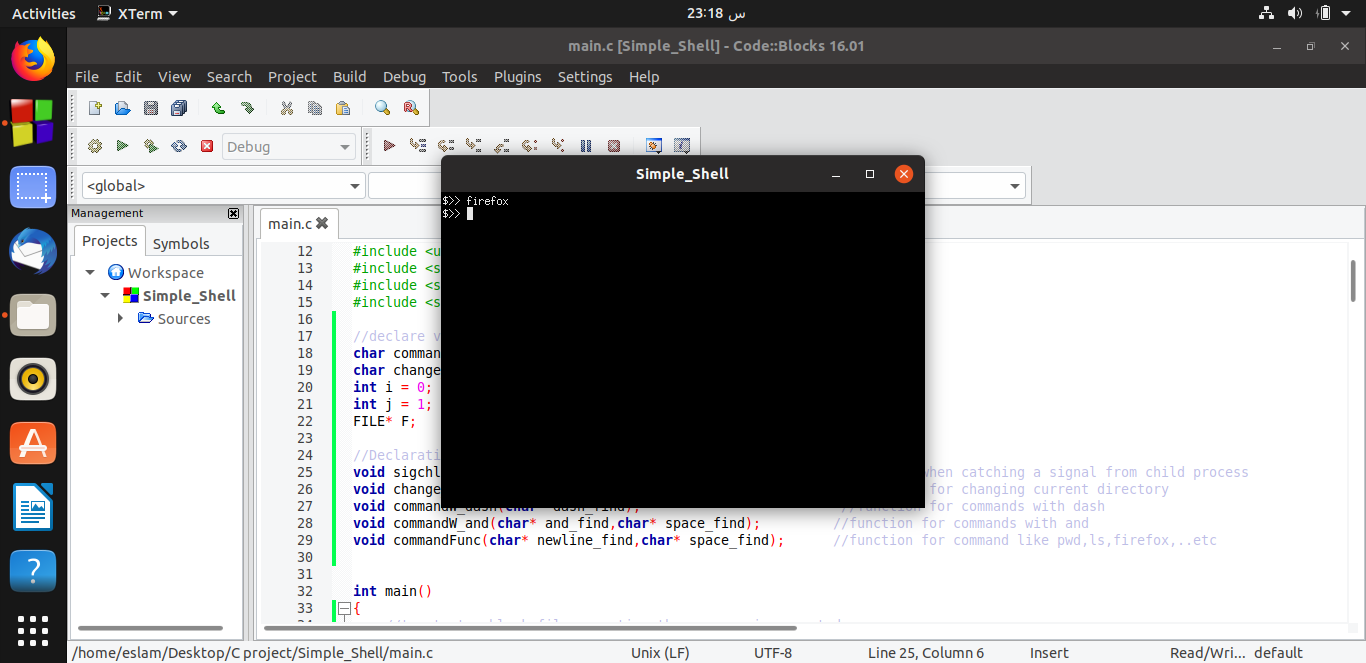 Activities XTerm 23:18 س
main.c [Simple_Shell] - Code::Blocks 16.01
File Edit View Search Project Build Debug Tools Plugins Settings Help
Debug
<global>
Simple_Shell
$>> firefox
$>>
Management
Projects Symbols
Workspace
Simple_Shell
Sources
main.c
12 #include <u
13 #include <s
14 #include <s
15 #include <s
16
17 //declare v
18 char comman
19 char change
20 int i = 0;
21 int j = 1;
22 FILE* F;
23
24 //Declarati
25 void sigchl when catching a signal from child process
26 void change for changing current directory
27 void commandW_dash(char* dash_find); //function for commands with dash
28 void commandW_and(char* and_find,char* space_find); //function for commands with and
29 void commandFunc(char* newline_find,char* space_find); //function for command like pwd,ls,firefox,..etc
30
31
32 int main()
33 {
/home/eslam/Desktop/C project/Simple_Shell/main.c Unix (LF) UTF-8 Line 25, Column 6 Insert Read/Wri... default